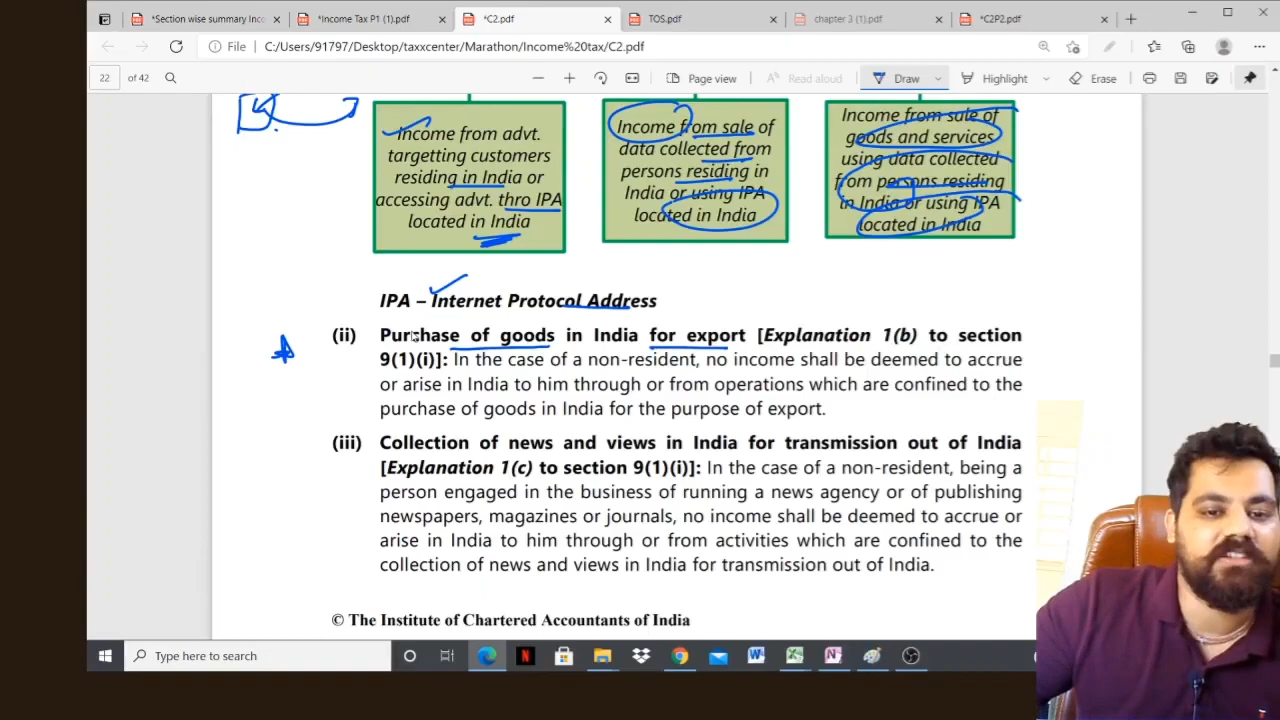 *Section wise summary Inc
*Income Tax P1 (1).pdf
*C2.pdf
TOS.pdf
chapter 3 (1).pdf
*C2P2.pdf
File
C:/Users/91797/Desktop/taxxcenter/Marathon/Income%20tax/C2.pdf
22 of 42
Page view
Read aloud
Draw
Highlight
Erase
Income from advt.
targetting customers
residing in India or
accessing advt. thro IPA
located in India
Income from sale of
data collected from
persons residing in
India or using IPA
located in India
Income from sale of
goods and services
using data collected
from persons residing
in India or using IPA
located in India
IPA – Internet Protocol Address
(ii) Purchase of goods in India for export [Explanation 1(b) to section
9(1)(i)]: In the case of a non-resident, no income shall be deemed to accrue
or arise in India to him through or from operations which are confined to the
purchase of goods in India for the purpose of export.
(iii) Collection of news and views in India for transmission out of India
[Explanation 1(c) to section 9(1)(i)]: In the case of a non-resident, being a
person engaged in the business of running a news agency or of publishing
newspapers, magazines or journals, no income shall be deemed to accrue or
arise in India to him through or from activities which are confined to the
collection of news and views in India for transmission out of India.
© The Institute of Chartered Accountants of India
Type here to search